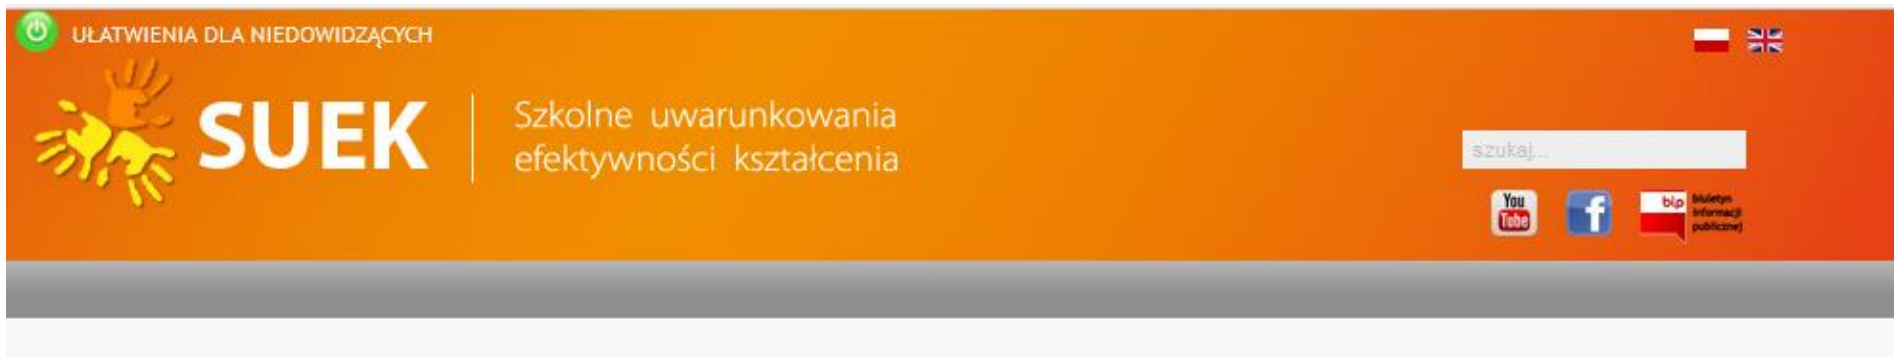 UŁATWIENIA DLA NIEDOWIDZĄCYCH
SUEK
Szkolne uwarunkowania
efektywności kształcenia
szukaj...
You
Tube
f
bip
biuletyn
informacji
publicznej